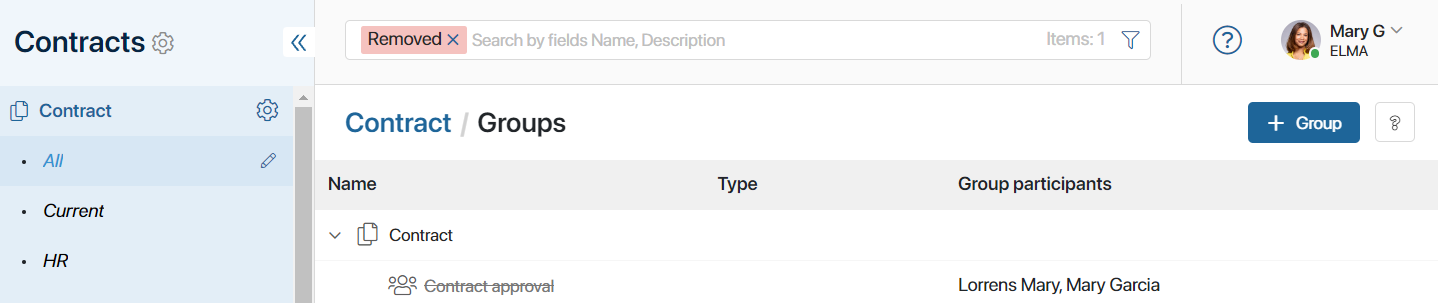 Contracts
Removed × Search by fields Name, Description Items: 1
? Mary G
ELMA
Contract
All
Current
HR
Contract / Groups
+ Group ?
Name Type Group participants
Contract
Contract approval Lorrens Mary, Mary Garcia